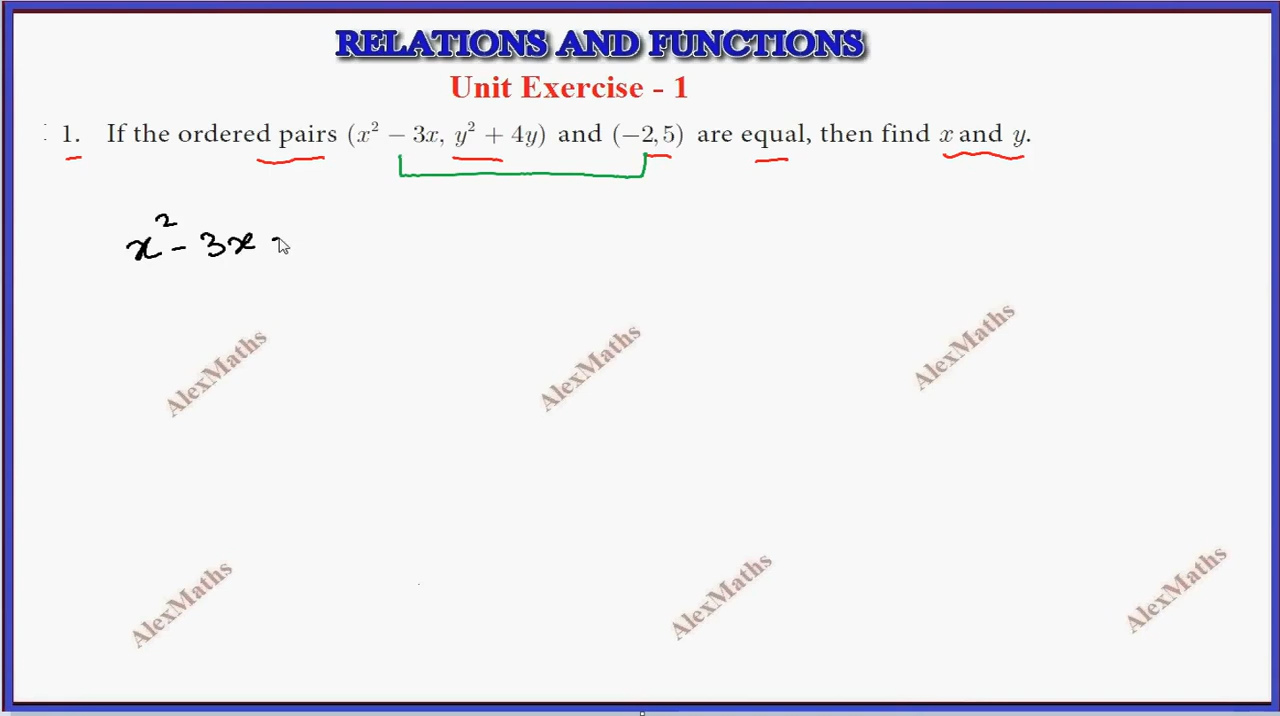 RELATIONS AND FUNCTIONS
Unit Exercise - 1
1. If the ordered pairs (x² − 3x, y² + 4y) and (−2, 5) are equal, then find x and y.
x² - 3x
AlexMaths AlexMaths AlexMaths
AlexMaths AlexMaths AlexMaths